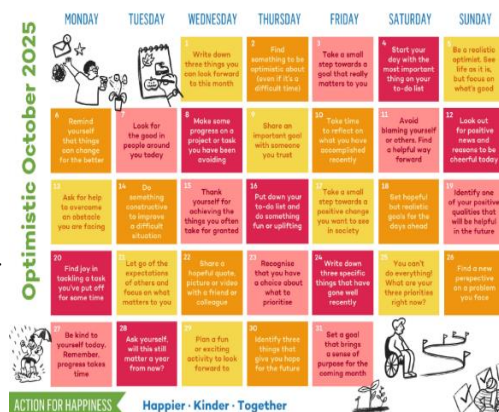 Optimistic October 2025
MONDAY TUESDAY WEDNESDAY THURSDAY FRIDAY SATURDAY SUNDAY
1
Write down
three things you
can look forward
to this month
2
Find
something to be
optimistic about
(even if it's a
difficult time)
3
Take a small
step towards a
goal that really
matters to you
4
Start your
day with the
most important
thing on your
to-do list
5
Be a realistic
optimist. See
life as it is,
but focus on
what's good
6
Remind
yourself
that things
can change
for the better
7
Look for
the good in
people around
you today
8
Make some
progress on a
project or task
you have been
avoiding
9
Share an
important goal
with someone
you trust
10
Take time
to reflect on
what you have
accomplished
recently
11
Avoid
blaming yourself
or others. Find
a helpful way
forward
12
Look out
for positive
news and
reasons to be
cheerful today
13
Ask for help
to overcome
an obstacle
you are facing
14
Do
something
constructive
to improve
a difficult
situation
15
Thank
yourself for
achieving the
things you often
take for granted
16
Put down your
to-do list and
do something
fun or uplifting
17
Take a small
step towards a
positive change
you want to see
in society
18
Set hopeful
but realistic
goals for the
days ahead
19
Identify one
of your positive
qualities that
will be helpful
in the future
20
Find joy in
tackling a task
you've put off
for some time
21
Let go of the
expectations
of others and
focus on what
matters to you
22
Share a
hopeful quote,
picture or video
with a friend or
colleague
23
Recognise
that you have
a choice about
what to
prioritise
24
Write down
three specific
things that
have gone
well recently
25
You can't
do everything!
What are your
three priorities
right now?
26
Find a new
perspective
on a problem
you face
27
Be kind to
yourself today.
Remember,
progress takes
time
28
Ask yourself,
will this still
matter a year
from now?
29
Plan a fun
or exciting
activity to look
forward to
30
Identify three
things that
give you hope
for the future
31
Set a goal
that brings
a sense of
purpose for the
coming month
ACTION FOR HAPPINESS
Happier · Kinder · Together